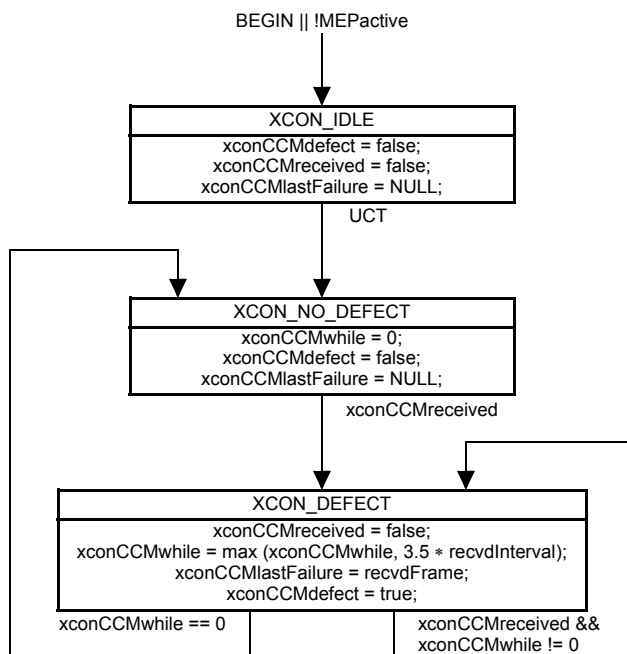 BEGIN || !MEPactive
XCON_IDLE
xconCCMdefect = false;
xconCCMreceived = false;
xconCCMlastFailure = NULL;
UCT
XCON_NO_DEFECT
xconCCMwhile = 0;
xconCCMdefect = false;
xconCCMlastFailure = NULL;
xconCCMreceived
XCON_DEFECT
xconCCMreceived = false;
xconCCMwhile = max (xconCCMwhile, 3.5 * recvdInterval);
xconCCMlastFailure = recvdFrame;
xconCCMdefect = true;
xconCCMwhile == 0
xconCCMreceived &&
xconCCMwhile != 0